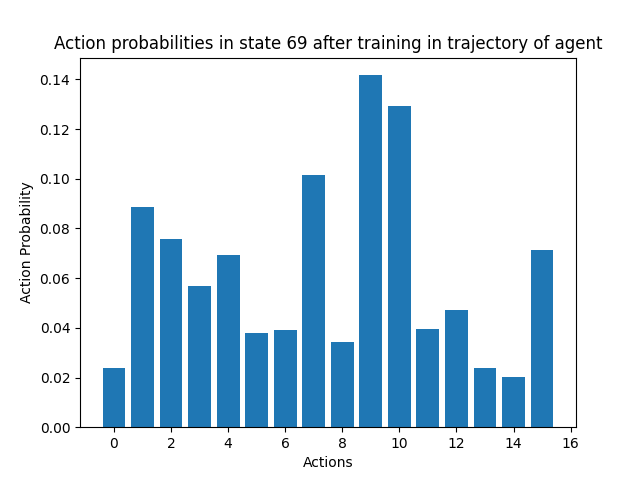 Action probabilities in state 69 after training in trajectory of agent
0.14
0.12
0.10
0.08
0.06
0.04
0.02
0.00
Action Probability
0 2 4 6 8 10 12 14 16
Actions